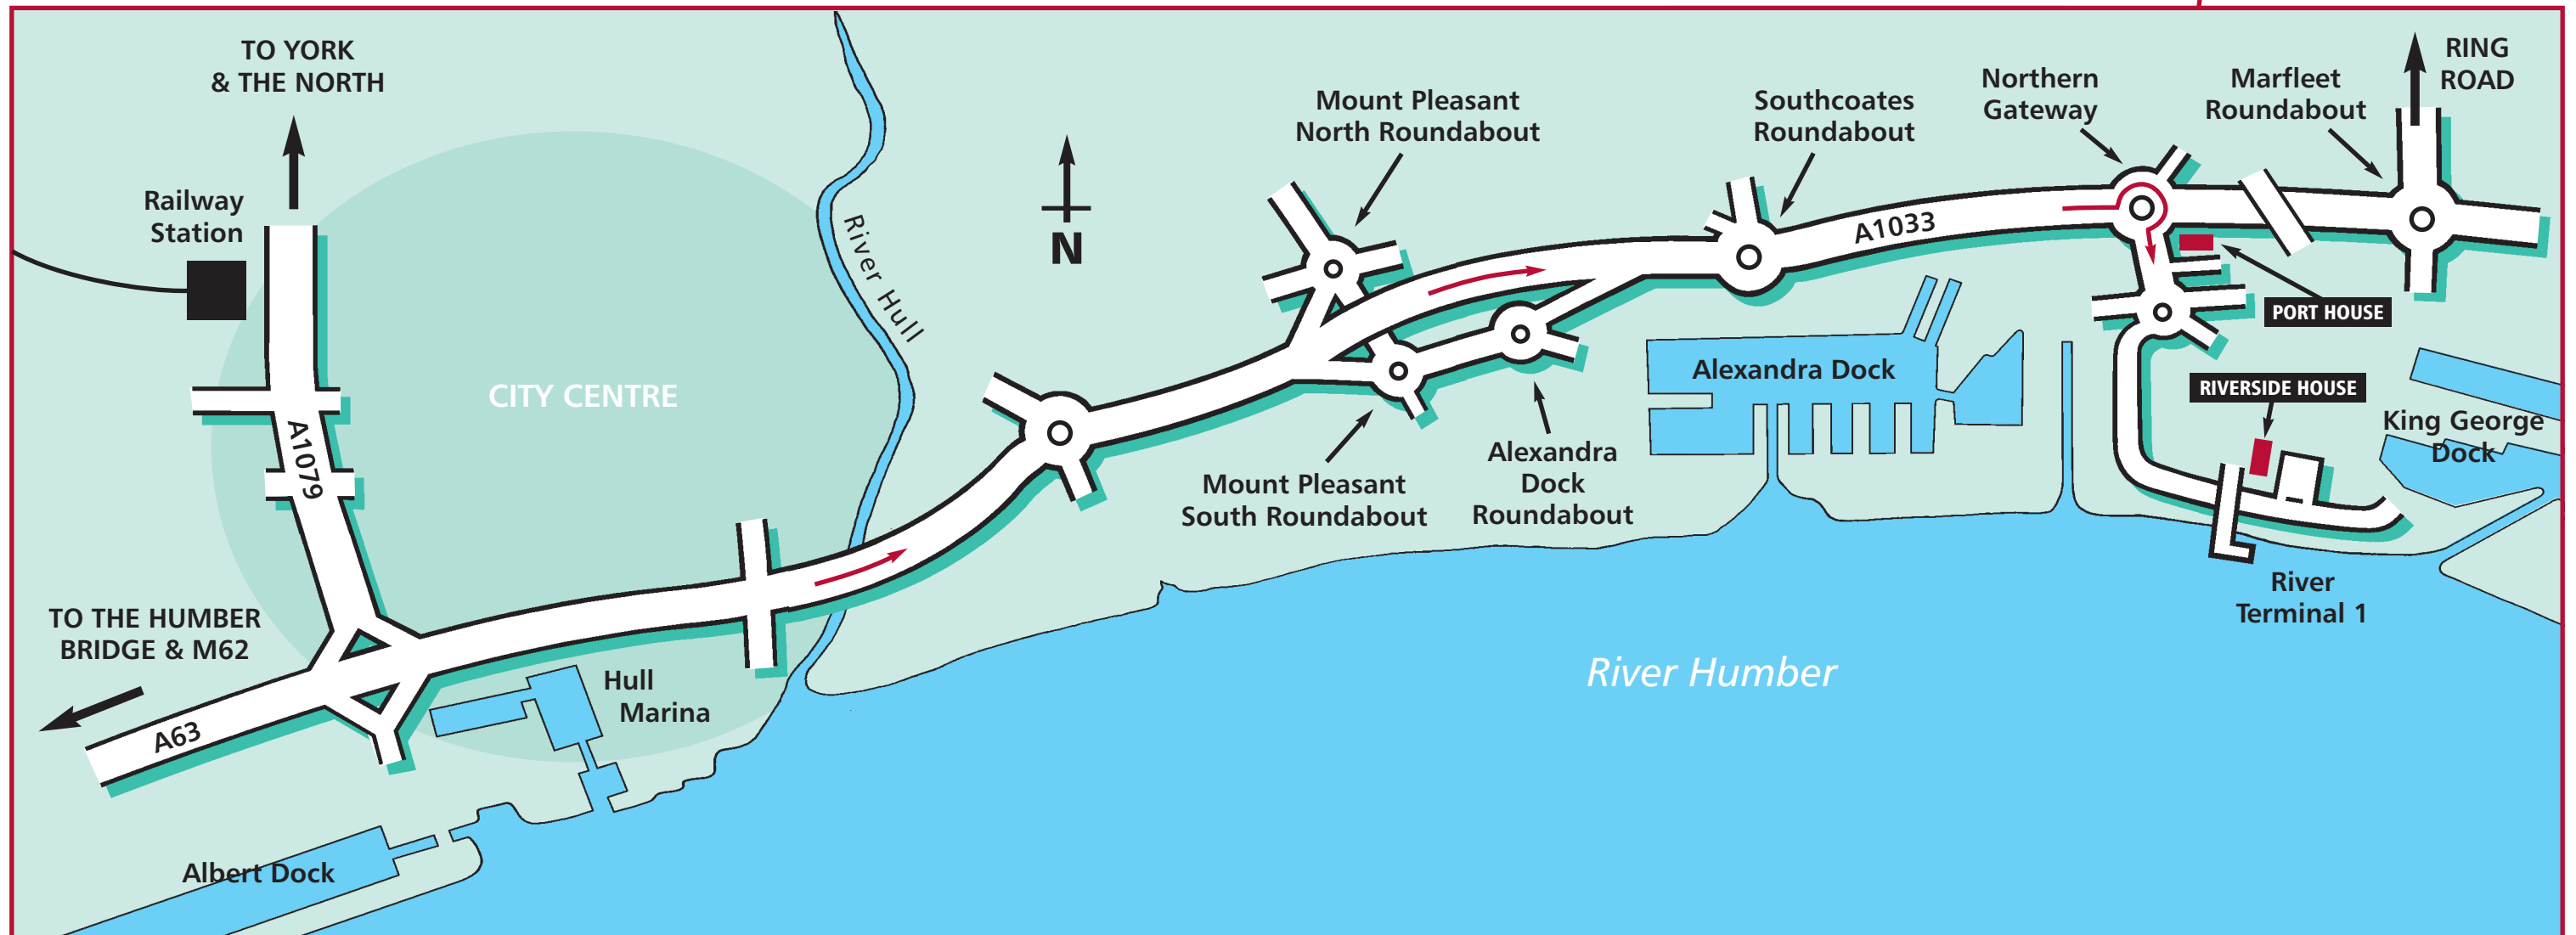 TO YORK
& THE NORTH
Railway
Station
CITY CENTRE
A1079
TO THE HUMBER
BRIDGE & M62
A63
Hull
Marina
Albert Dock
River Hull
N
Mount Pleasant
North Roundabout
Mount Pleasant
South Roundabout
Alexandra
Dock
Roundabout
Southcoates
Roundabout
A1033
Alexandra Dock
Northern
Gateway
Marfleet
Roundabout
RING
ROAD
PORT HOUSE
RIVERSIDE HOUSE
King George
Dock
River
Terminal 1
River Humber